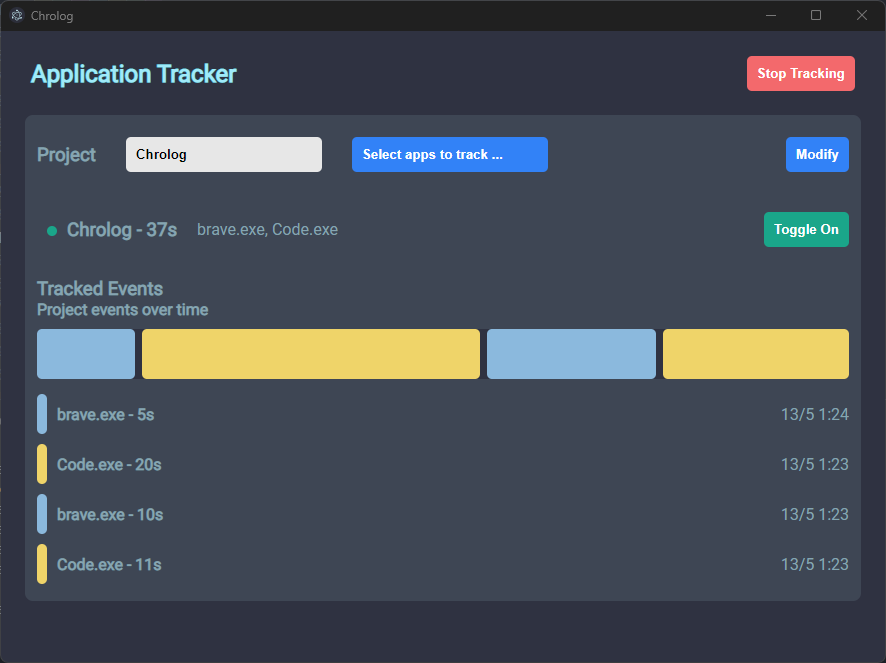 Chrolog
Application Tracker
Stop Tracking
Project
Chrolog
Select apps to track ...
Modify
Chrolog - 37s
brave.exe, Code.exe
Toggle On
Tracked Events
Project events over time
brave.exe - 5s
13/5 1:24
Code.exe - 20s
13/5 1:23
brave.exe - 10s
13/5 1:23
Code.exe - 11s
13/5 1:23